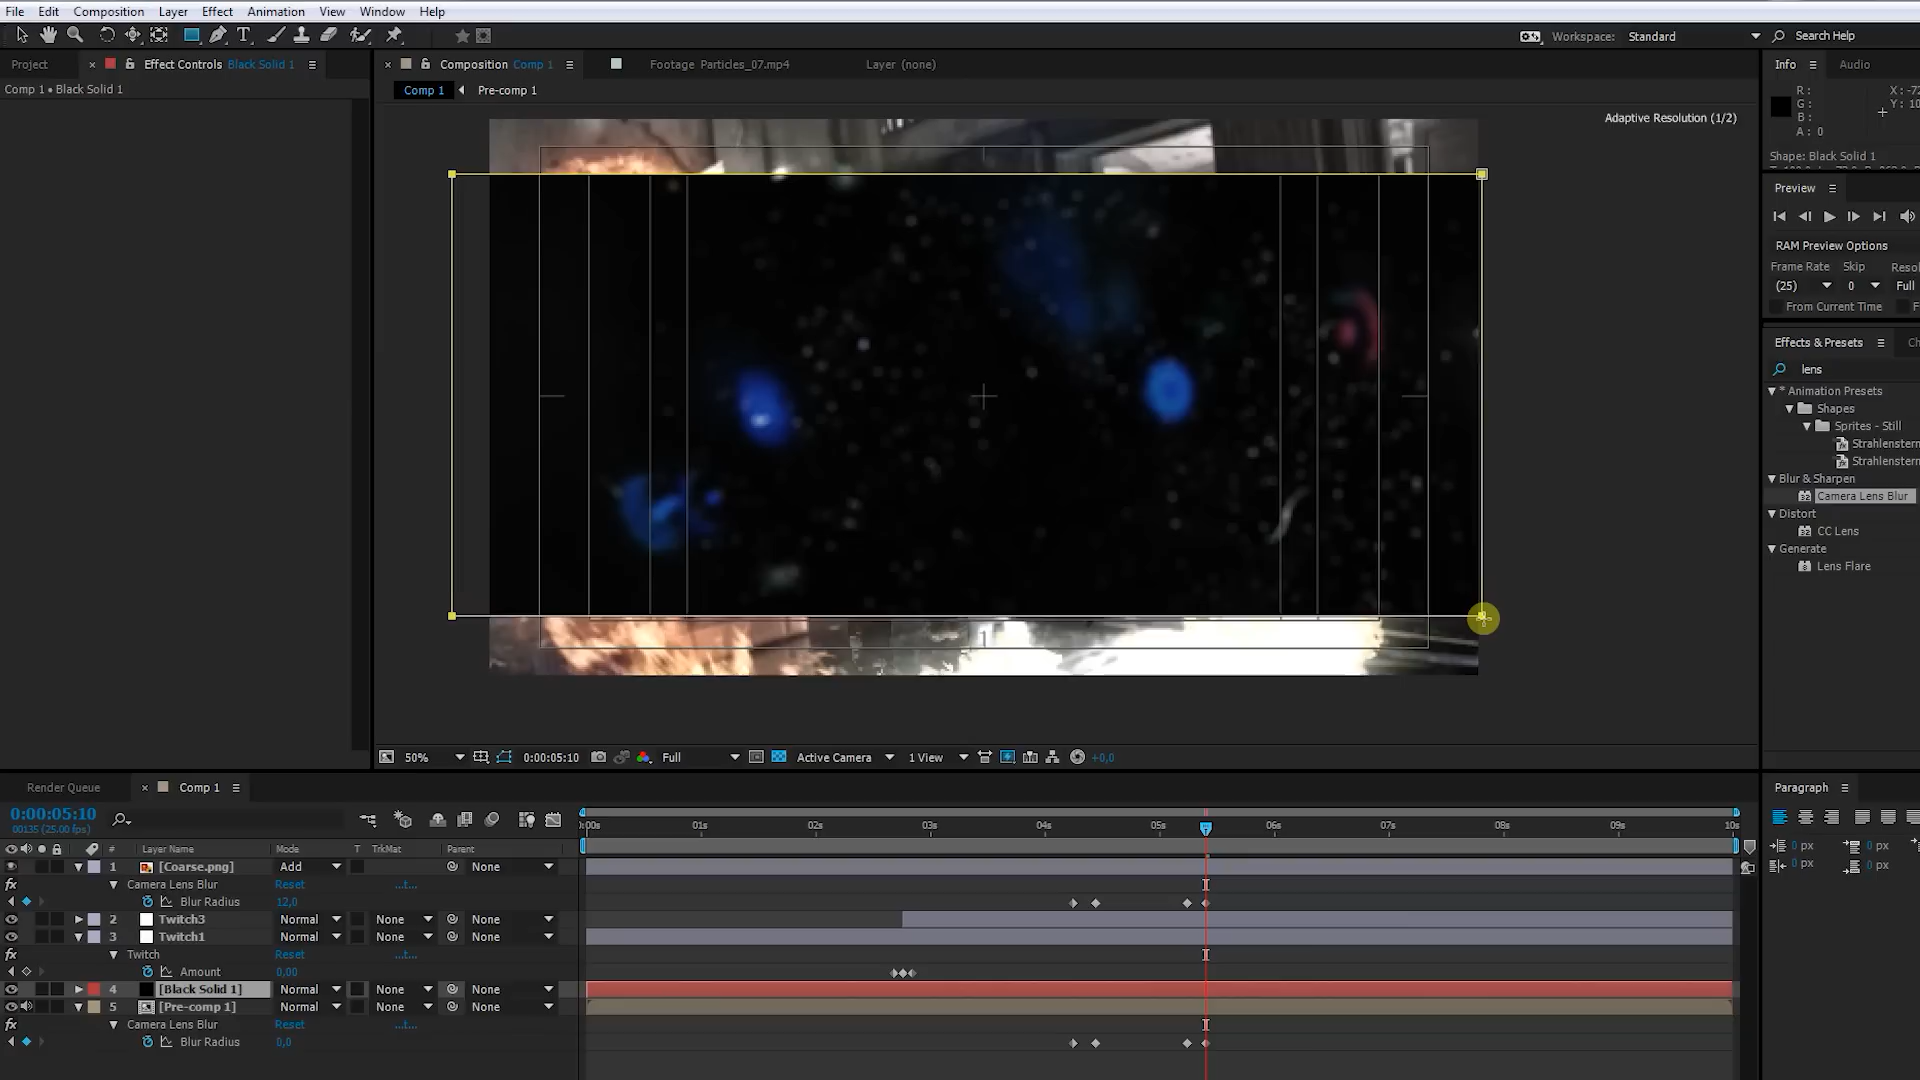 File Edit Composition Layer Effect Animation View Window Help
Workspace: Standard Search Help
Project Effect Controls Black Solid 1 Composition Comp 1 Footage Particles_07.mp4 Layer (none) Info Audio
Comp 1 • Black Solid 1
Comp 1 Pre-comp 1
Adaptive Resolution (1/2)
R :
G :
B :
A : 0
X: -72
Y: 10
Shape: Black Solid 1
Preview
RAM Preview Options
Frame Rate Skip Resol
(25) 0 Full
From Current Time F
Effects & Presets Ch
lens
* Animation Presets
Shapes
Sprites - Still
Strahlenstern
Strahlenstern
Blur & Sharpen
32 Camera Lens Blur
Distort
CC Lens
Generate
Lens Flare
50% 0:00:05:10 Full Active Camera 1 View +0,0
Render Queue Comp 1 Paragraph
0:00:05:10
00135 (25.00 fps)
:00s 01s 02s 03s 04s 05s 06s 07s 08s 09s 10s
# Layer Name Mode T TrkMat Parent
1 [Coarse.png] Add None
fx Camera Lens Blur Reset ...t...
Blur Radius 12,0
2 Twitch3 Normal None None
3 Twitch1 Normal None None
fx Twitch Reset ...t...
Amount 0,00
4 [Black Solid 1] Normal None None
5 [Pre-comp 1] Normal None None
fx Camera Lens Blur Reset ...t...
Blur Radius 0,0
0 px 0 px
0 px 0 px